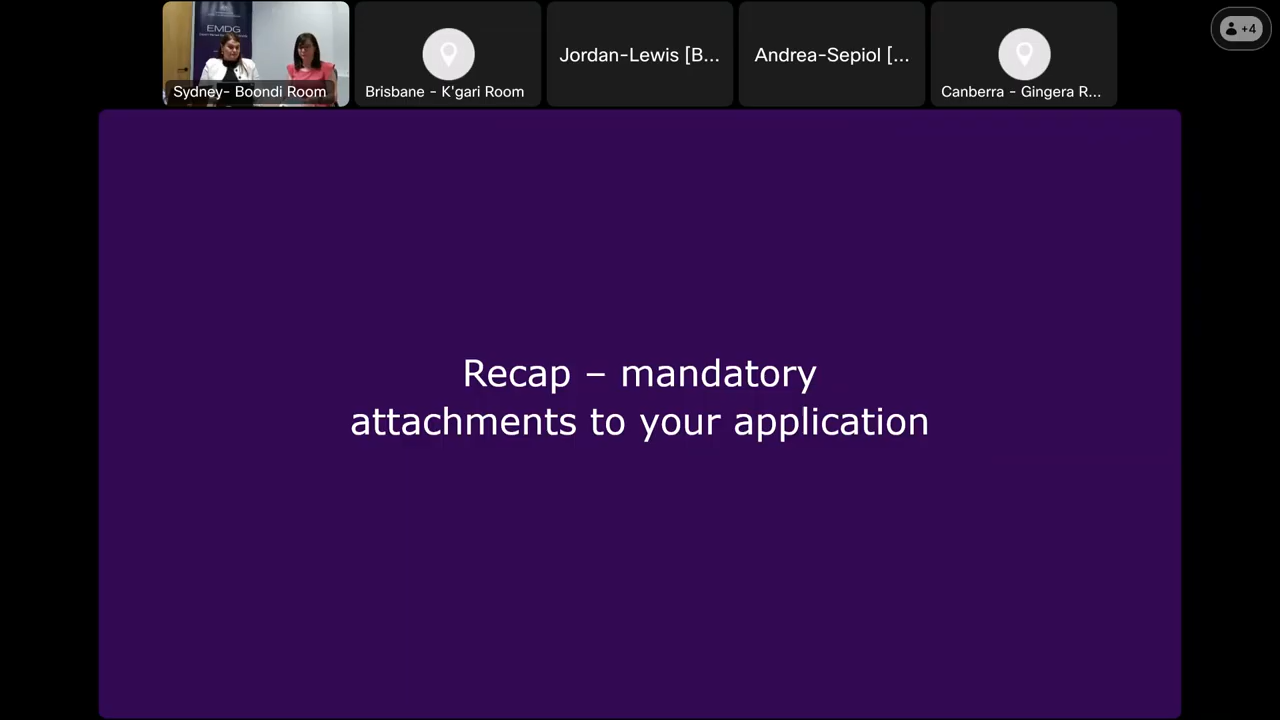 EMDG
Sydney- Boondi Room
Brisbane - K'gari Room
Jordan-Lewis [B...
Andrea-Sepiol [...
Canberra - Gingera R...
+4
Recap – mandatory
attachments to your application